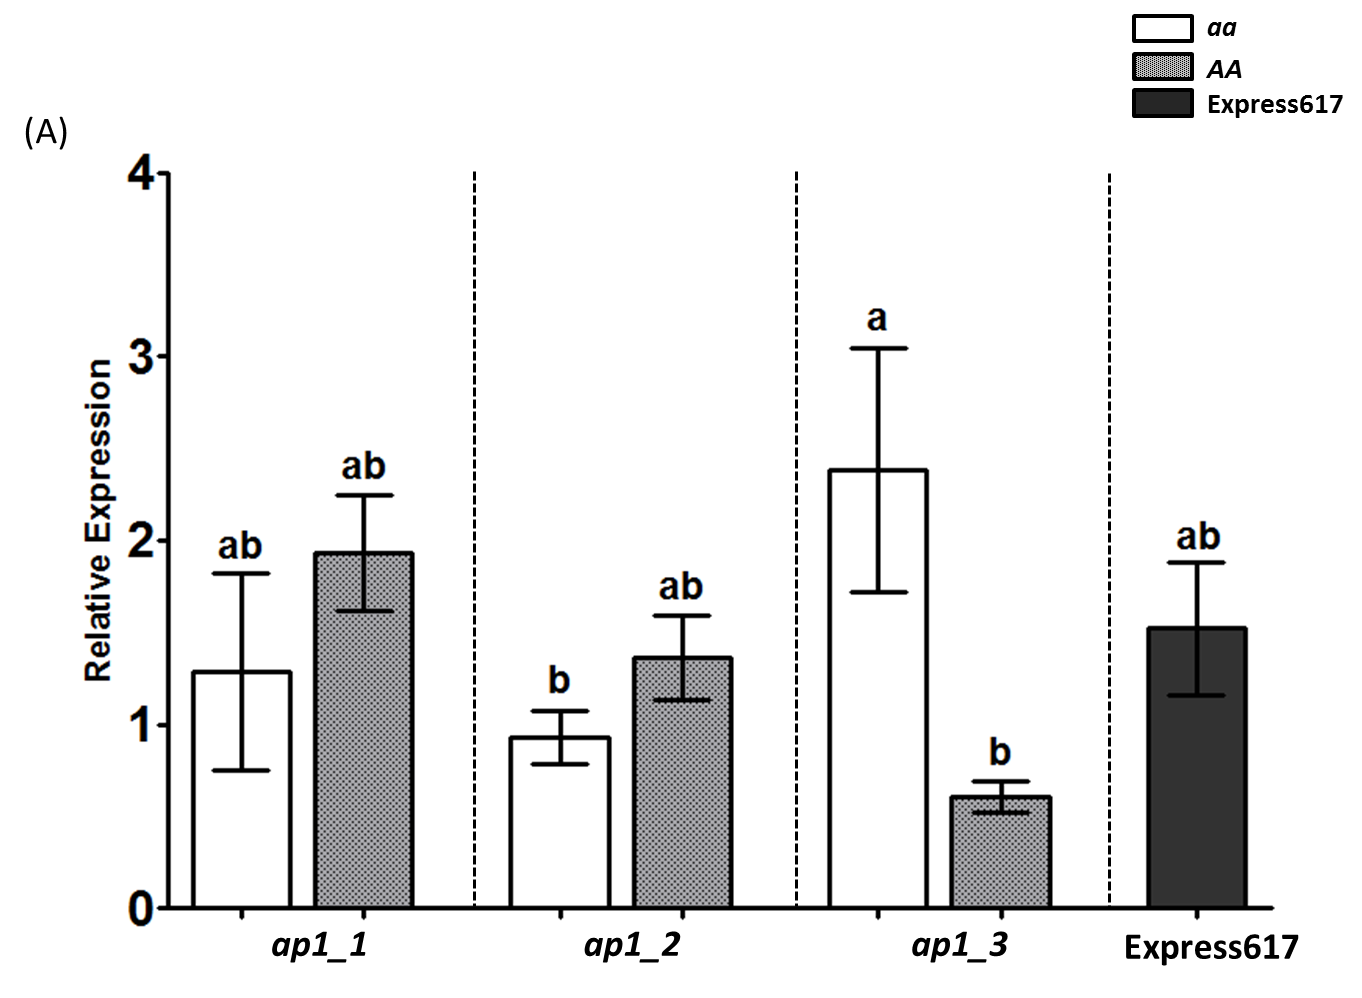 aa
AA
Express617
(A)
4
3
2
1
0
Relative Expression
ab
ab
b
ab
a
b
ab
ap1_1
ap1_2
ap1_3
Express617